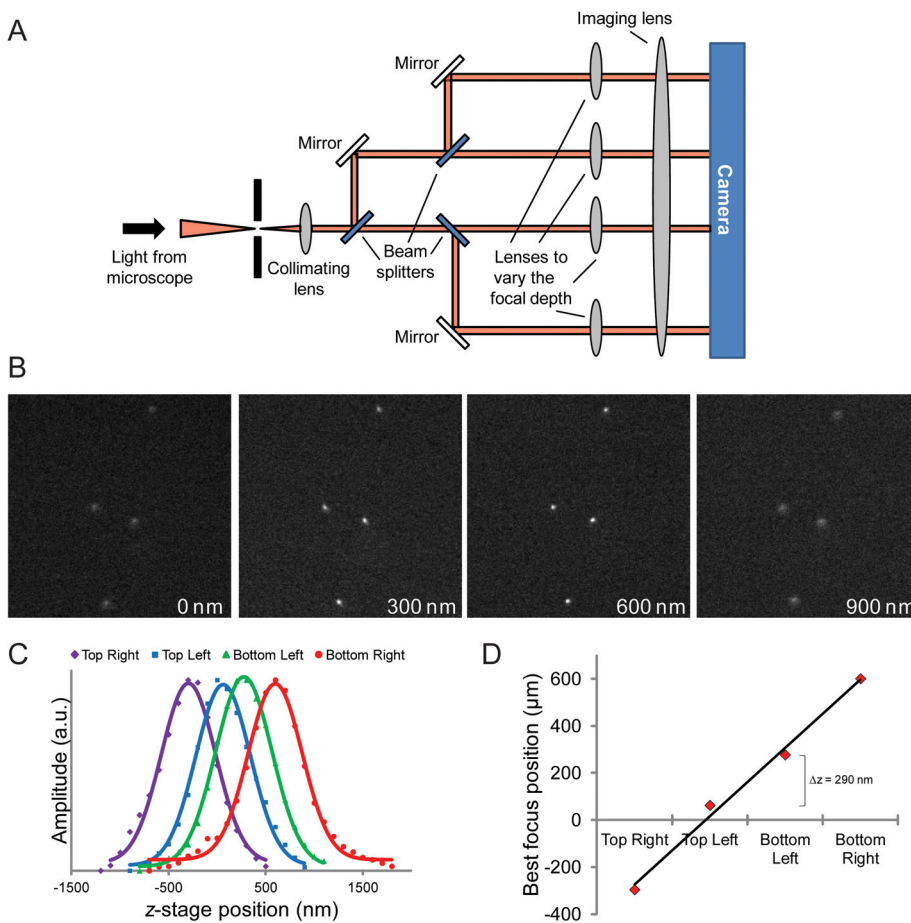 A
Imaging lens
Mirror
Mirror
Camera
Light from
microscope
Collimating
lens
Beam
splitters
Lenses to
vary the
focal depth
Mirror
B
0 nm
300 nm
600 nm
900 nm
C
Top Right Top Left Bottom Left Bottom Right
Amplitude (a.u.)
-1500 -500 500 1500
z-stage position (nm)
D
Best focus position (μm)
600
400
200
0
-200
-400
Δz = 290 nm
Top Right Top Left Bottom
Left
Bottom
Right